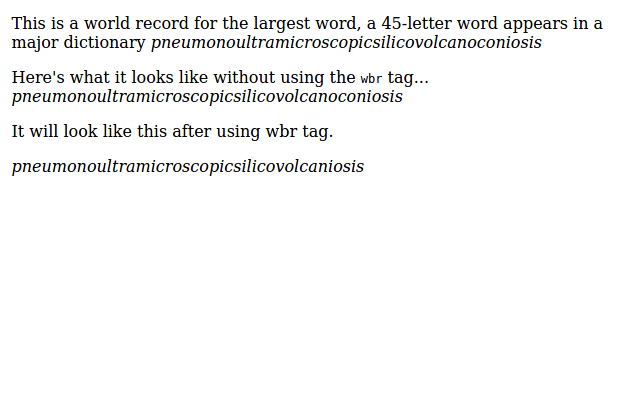 This is a world record for the largest word, a 45-letter word appears in a
major dictionary pneumonoultramicroscopicsilicovolcanoconiosis
Here's what it looks like without using the wbr tag...
pneumonoultramicroscopicsilicovolcanoconiosis
It will look like this after using wbr tag.
pneumonoultramicroscopicsilicovolcaniosis